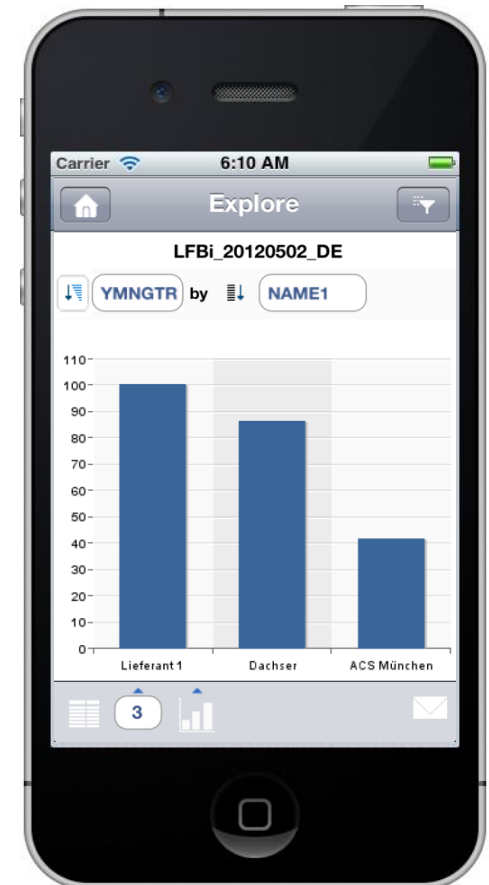 Carrier 6:10 AM
Explore
LFBi_20120502_DE
YMNGTR by NAME1
110
100
90
80
70
60
50
40
30
20
10
0
Lieferant 1 Dachser ACS München
3